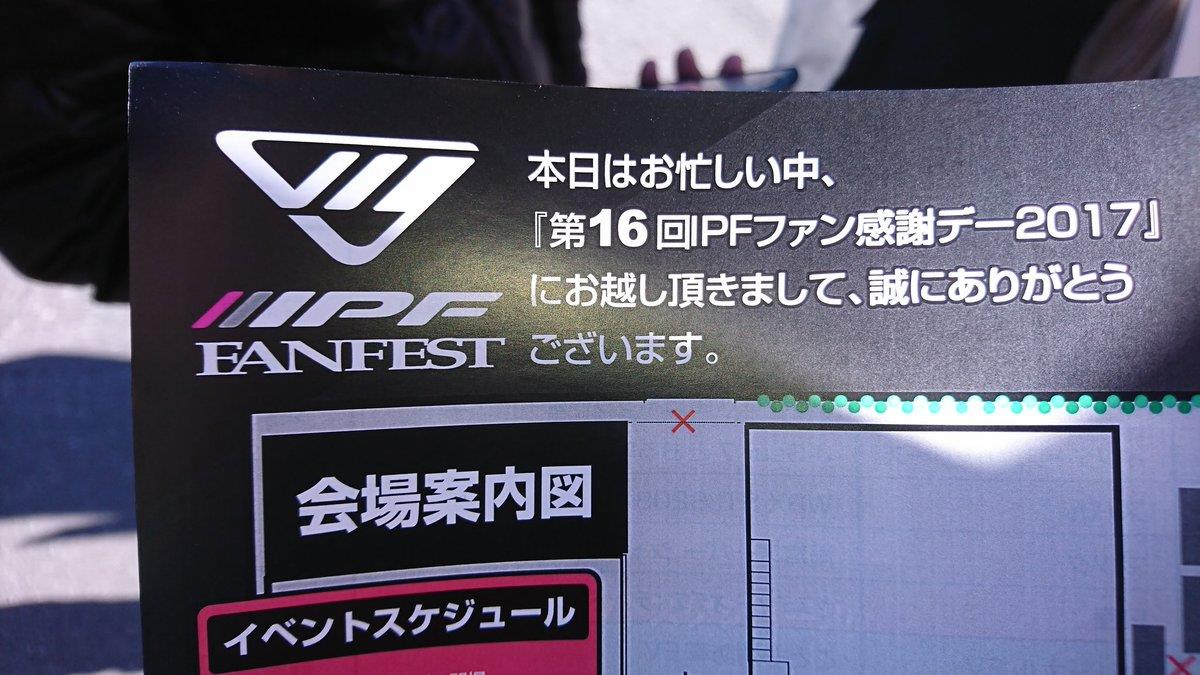 本日はお忙しい中、
『第16回IPFファン感謝デー2017』
にお越し頂きまして、誠にありがとう
ございます。
IPF
FANFEST
会場案内図
イベントスケジュール